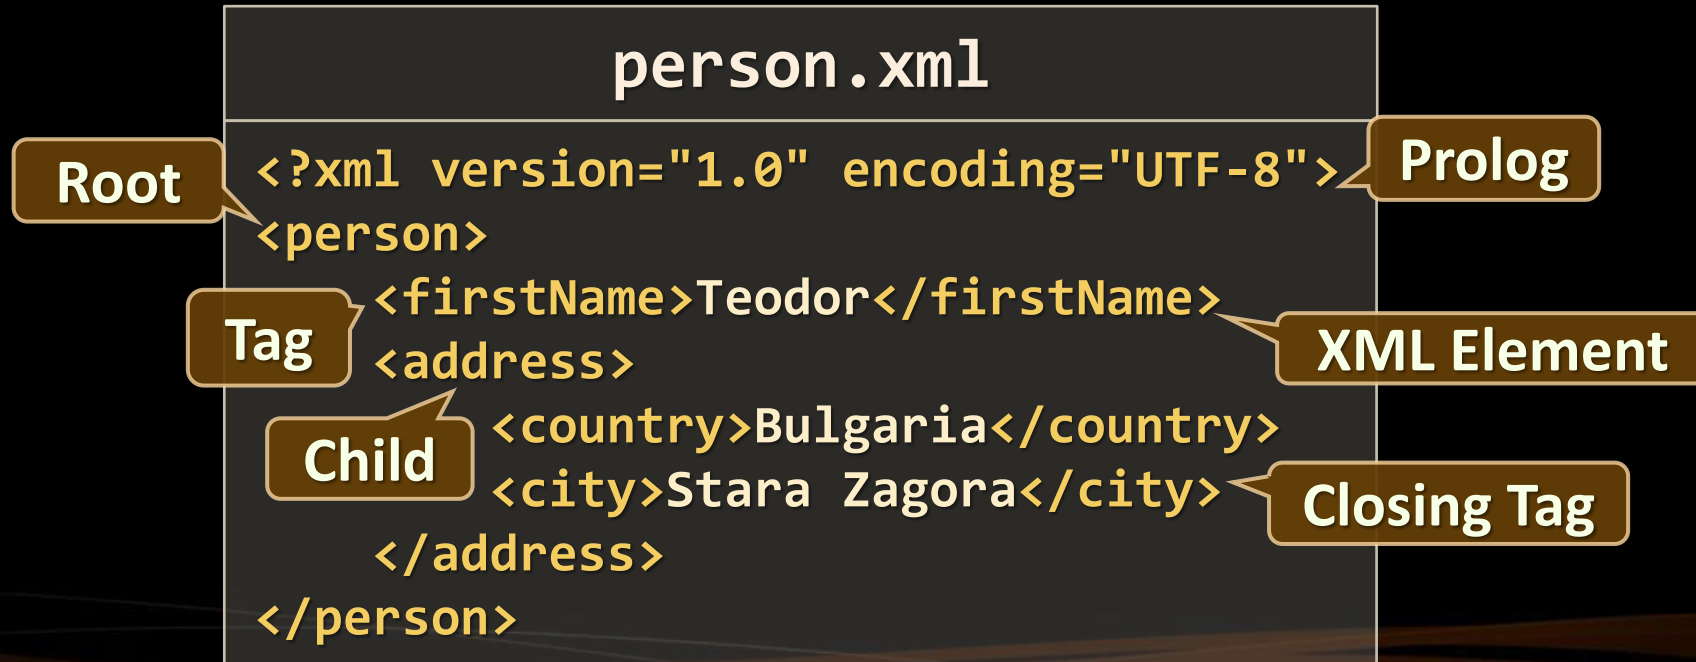 person.xml
Root
<?xml version="1.0" encoding="UTF-8">
Prolog
<person>
Tag
<firstName>Teodor</firstName>
XML Element
<address>
Child
<country>Bulgaria</country>
<city>Stara Zagora</city>
Closing Tag
</address>
</person>